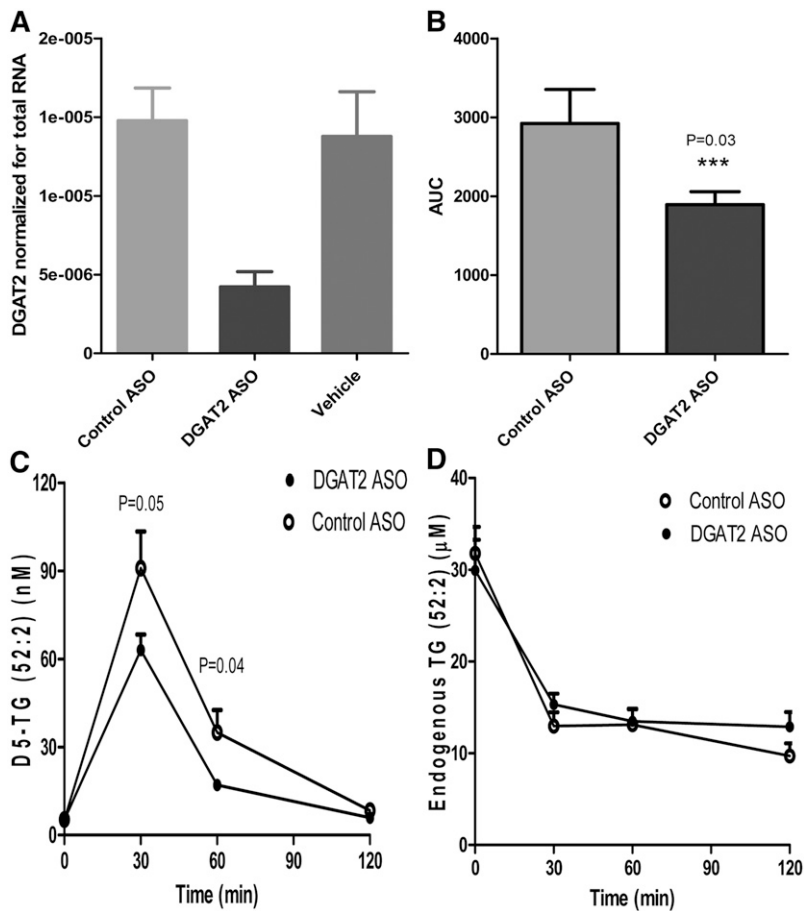 A
DGAT2 normalized for total RNA
2e-005
1e-005
1e-005
5e-006
0
Control ASO
DGAT2 ASO
Vehicle
B
AUC
4000
3000
2000
1000
0
P=0.03
***
Control ASO
DGAT2 ASO
C
D5-TG (52:2) (nM)
120
90
60
30
0
P=0.05
P=0.04
DGAT2 ASO
Control ASO
0 30 60 90 120
Time (min)
D
Endogenous TG (52:2) (µM)
40
30
20
10
0
Control ASO
DGAT2 ASO
0 30 60 90 120
Time (min)